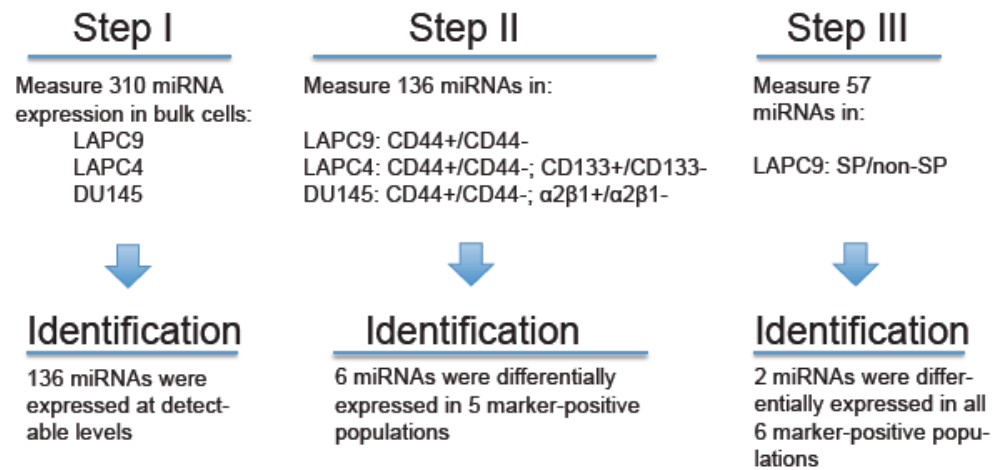 Step I
Measure 310 miRNA
expression in bulk cells:
LAPC9
LAPC4
DU145
Identification
136 miRNAs were
expressed at detect-
able levels
Step II
Measure 136 miRNAs in:
LAPC9: CD44+/CD44-
LAPC4: CD44+/CD44-; CD133+/CD133-
DU145: CD44+/CD44-; α2β1+/α2β1-
Identification
6 miRNAs were differentially
expressed in 5 marker-positive
populations
Step III
Measure 57
miRNAs in:
LAPC9: SP/non-SP
Identification
2 miRNAs were differ-
entially expressed in all
6 marker-positive popu-
lations